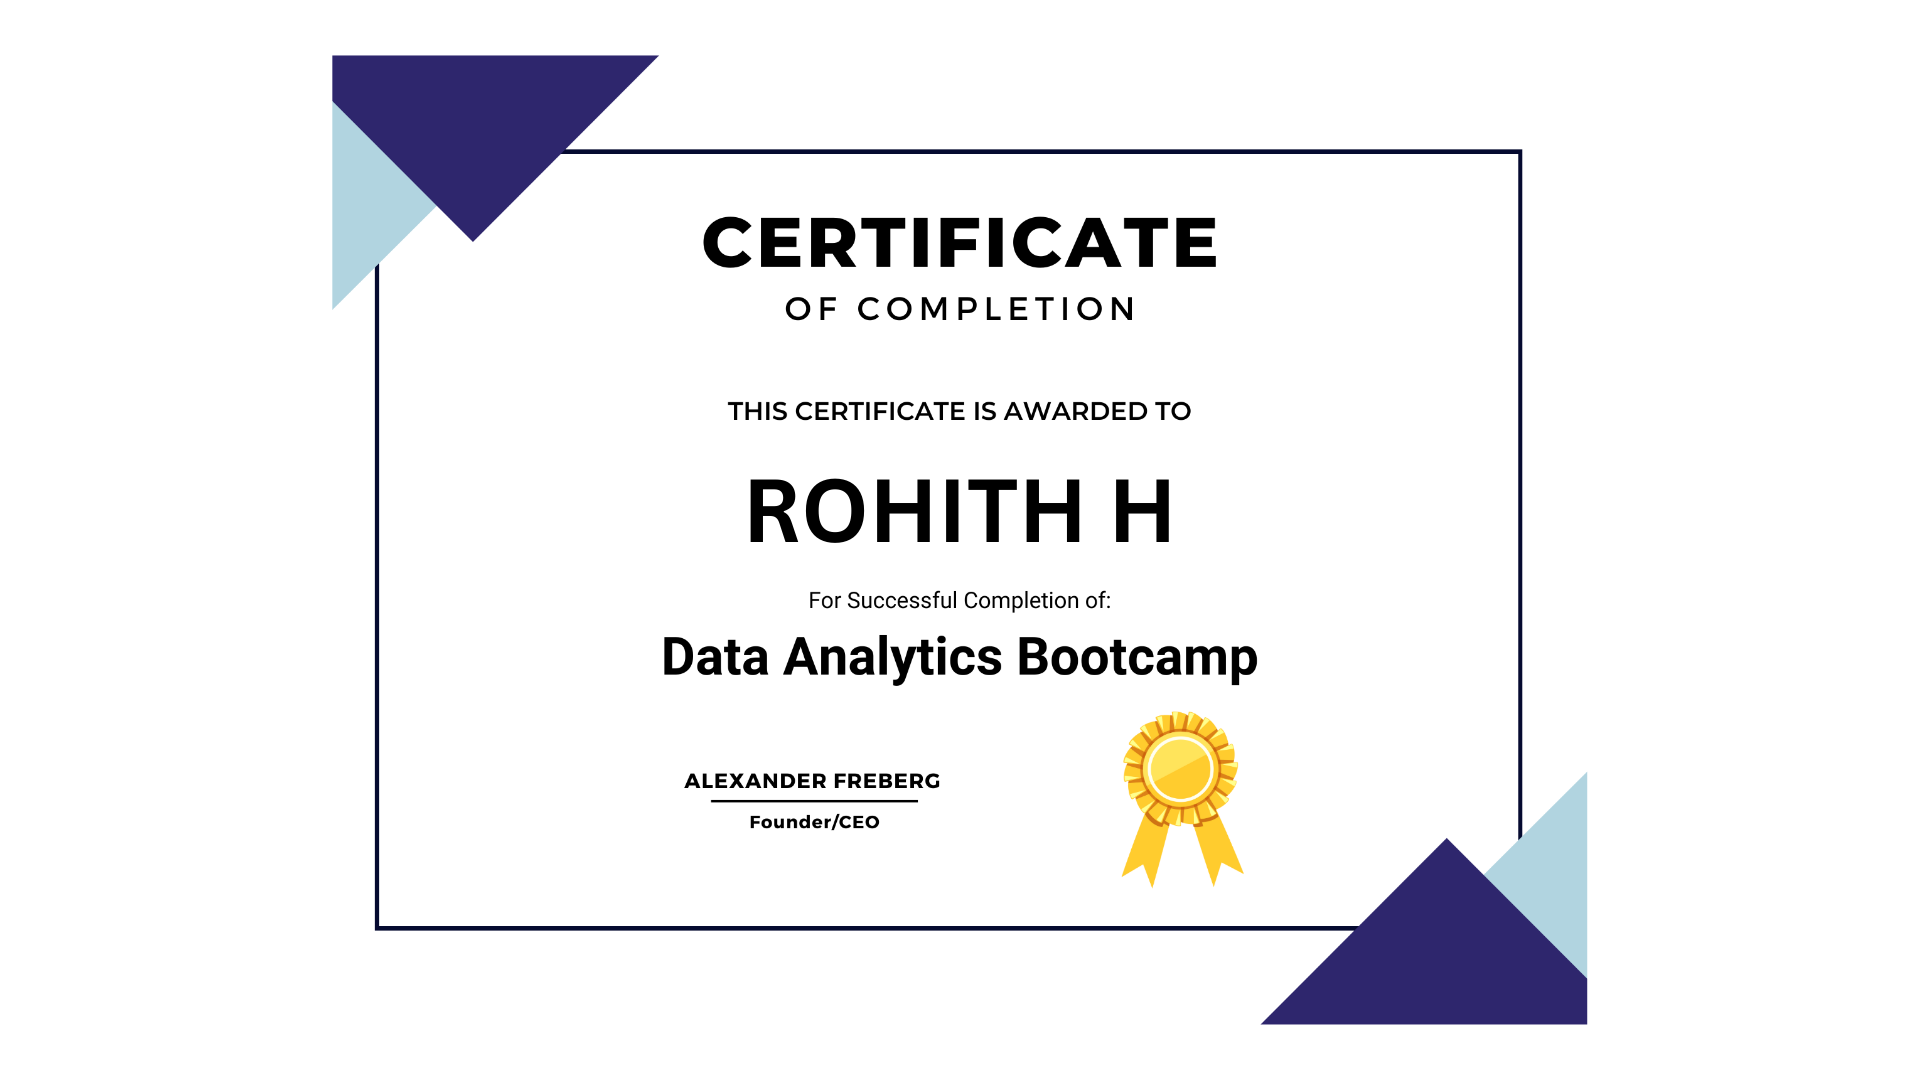 CERTIFICATE
OF COMPLETION
THIS CERTIFICATE IS AWARDED TO
ROHITH H
For Successful Completion of:
Data Analytics Bootcamp
ALEXANDER FREBERG
Founder/CEO